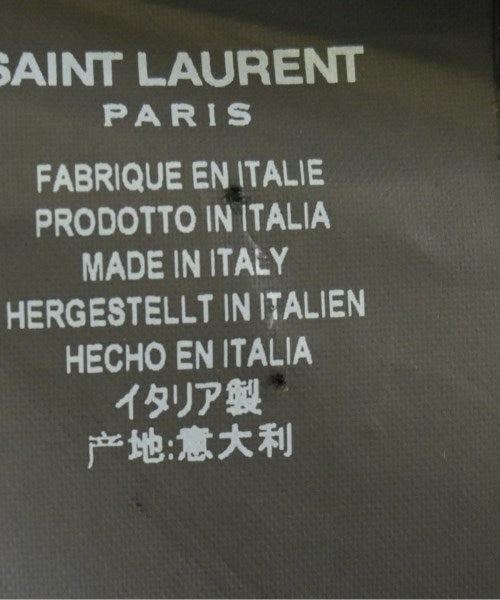 SAINT LAURENT
PARIS
FABRIQUE EN ITALIE
PRODOTTO IN ITALIA
MADE IN ITALY
HERGESTELLT IN ITALIEN
HECHO EN ITALIA
イタリア製
产地:意大利